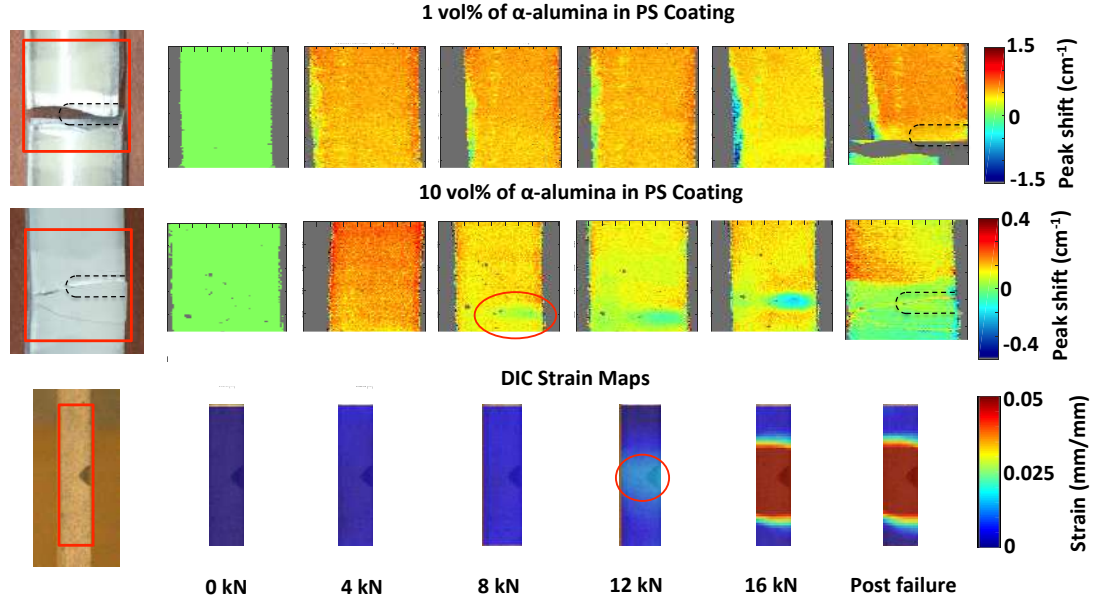 1 vol% of α-alumina in PS Coating
1.5
0
-1.5
Peak shift (cm⁻¹)
10 vol% of α-alumina in PS Coating
0.4
0
-0.4
Peak shift (cm⁻¹)
DIC Strain Maps
0.05
0.025
0
Strain (mm/mm)
0 kN 4 kN 8 kN 12 kN 16 kN Post failure